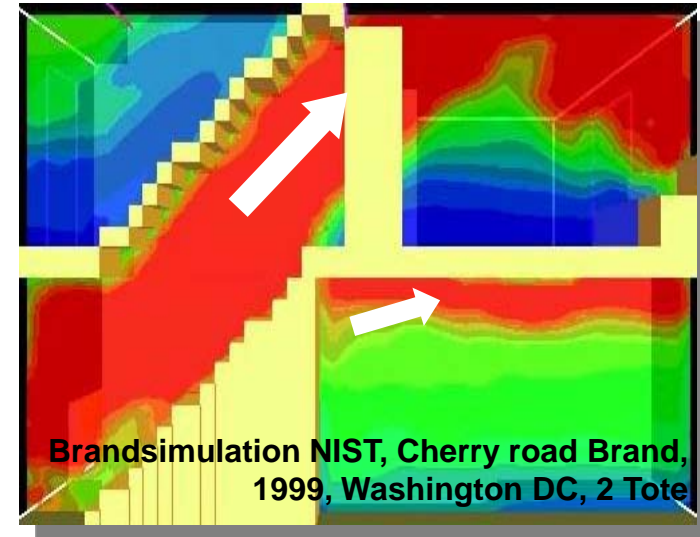 Brandsimulation NIST, Cherry road Brand,
1999, Washington DC, 2 Tote